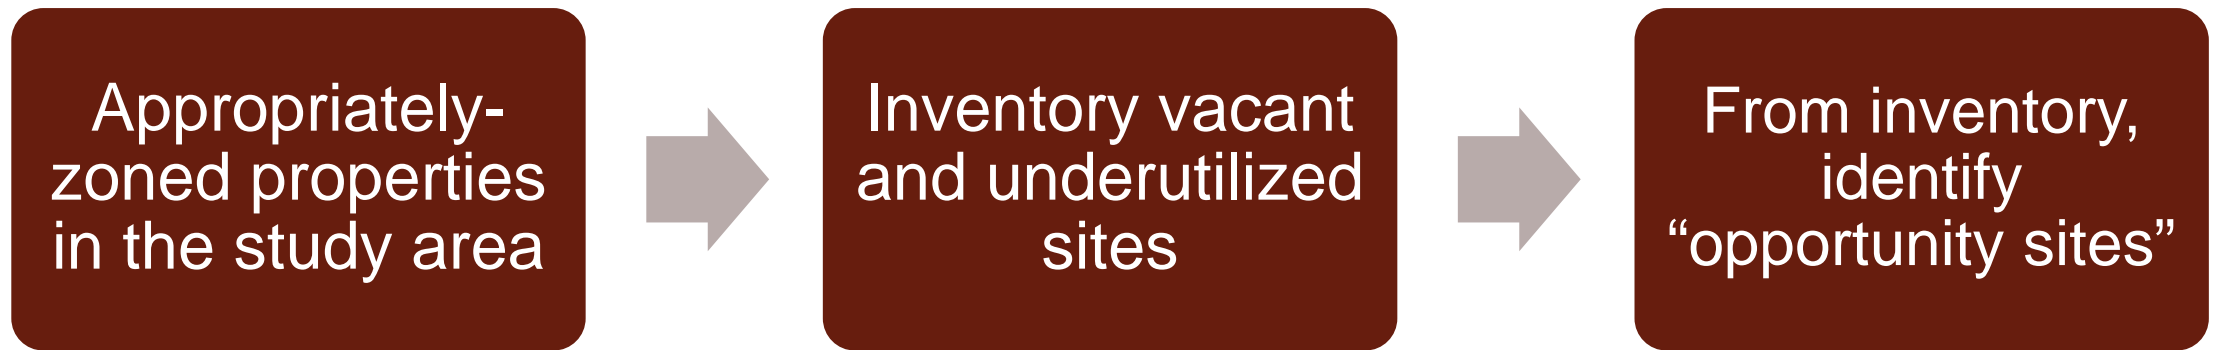 Appropriately-
zoned properties
in the study area
Inventory vacant
and underutilized
sites
From inventory,
identify
“opportunity sites”